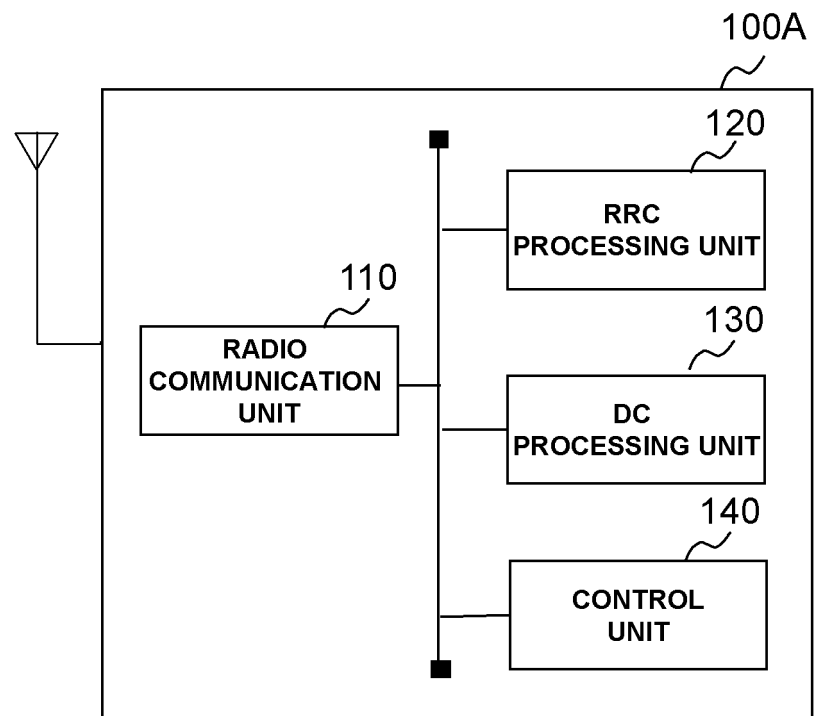 100A
120
RRC
PROCESSING UNIT
110
RADIO
COMMUNICATION
UNIT
130
DC
PROCESSING UNIT
140
CONTROL
UNIT